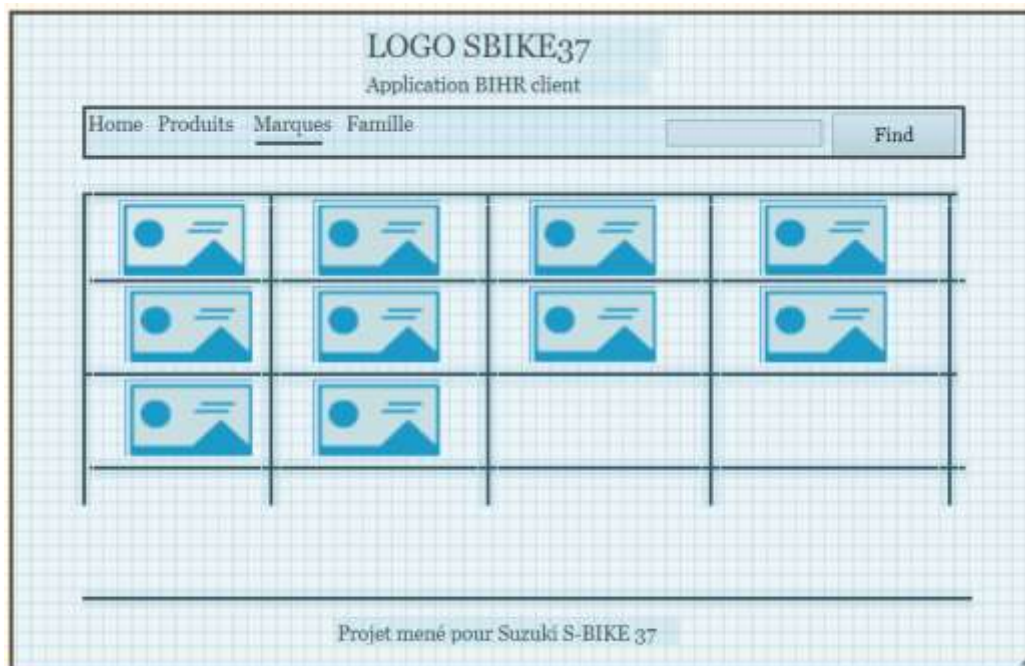 LOGO SBIKE37
Application BIHR client
Home Produits Marques Famille
Find
Projet mené pour Suzuki S-BIKE 37